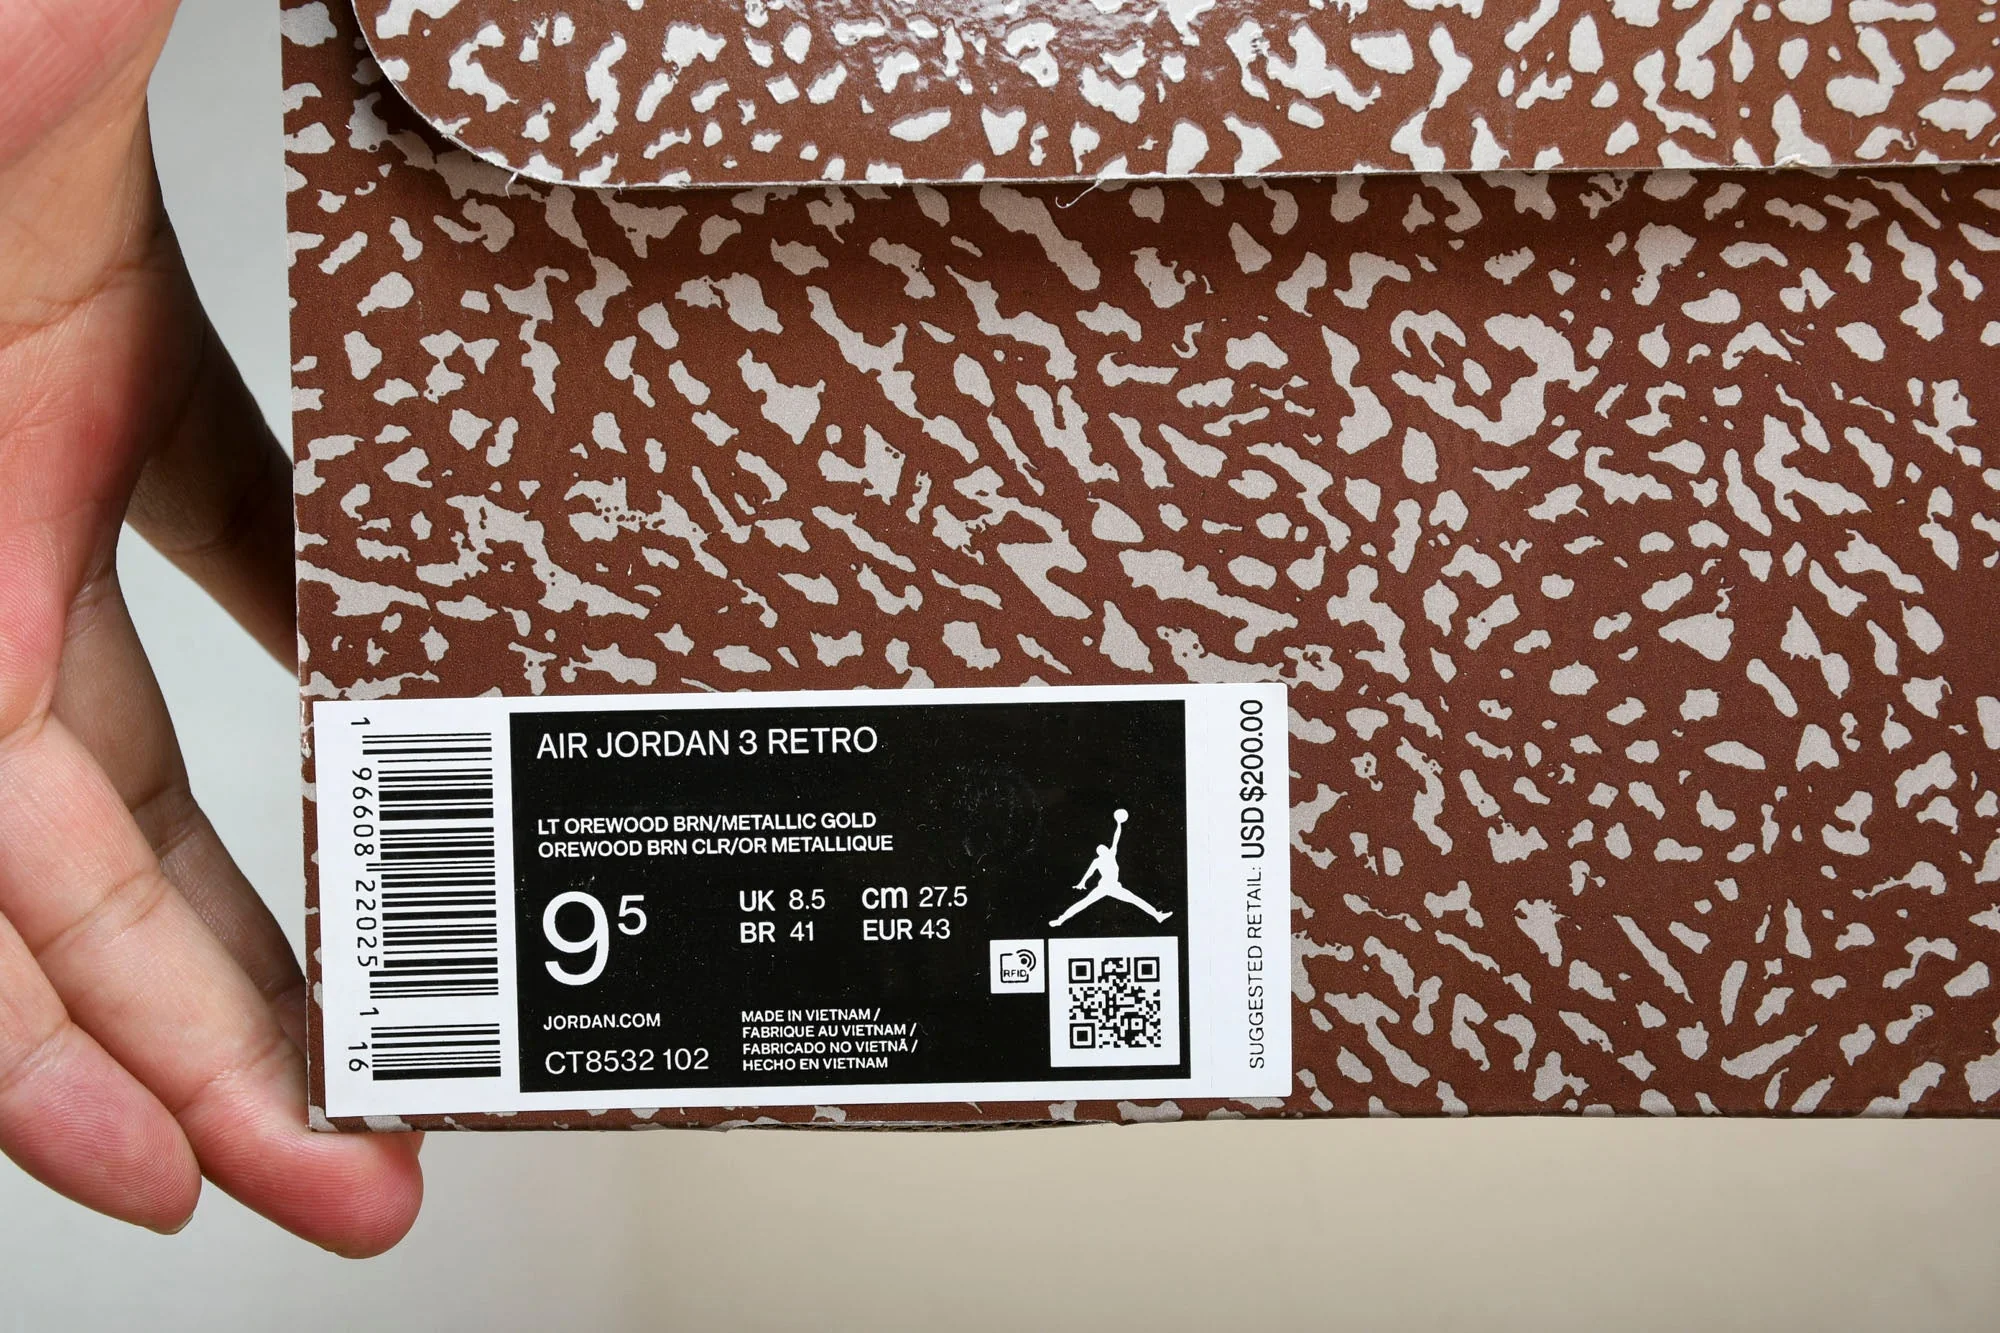 AIR JORDAN 3 RETRO
LT OREWOOD BRN/METALLIC GOLD
OREWOOD BRN CLR/OR METALLIQUE
9⁵
UK 8.5 cm 27.5
BR 41 EUR 43
RFID
JORDAN.COM
CT8532 102
MADE IN VIETNAM /
FABRIQUE AU VIETNAM /
FABRICADO NO VIETNÃ /
HECHO EN VIETNAM
1 96608 22025 1 16
SUGGESTED RETAIL: USD $200.00